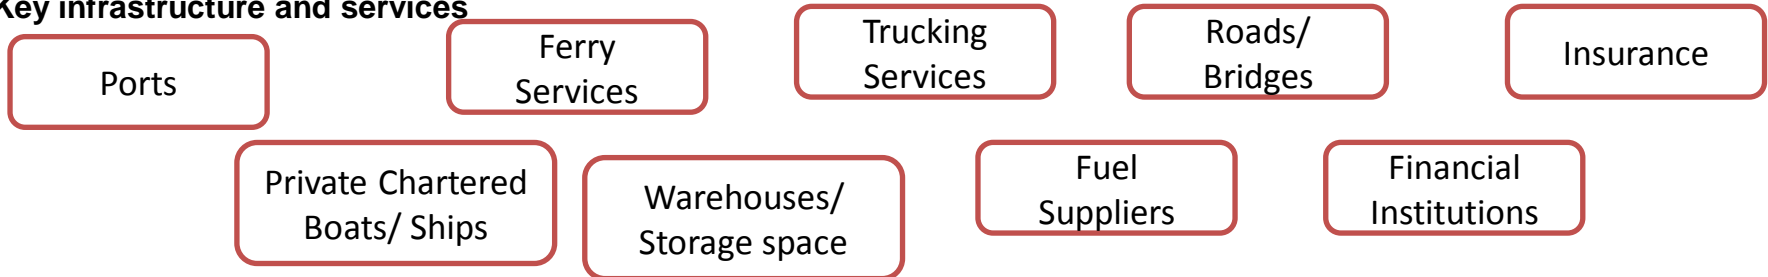 Key infrastructure and services
Ports
Ferry
Services
Trucking
Services
Roads/
Bridges
Insurance
Private Chartered
Boats/ Ships
Warehouses/
Storage space
Fuel
Suppliers
Financial
Institutions